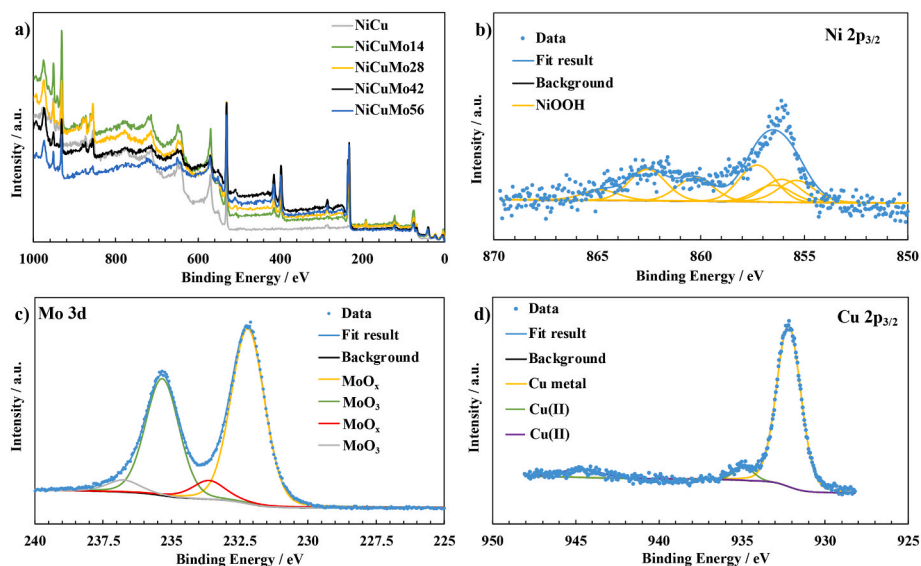 a)
NiCu
NiCuMo14
NiCuMo28
NiCuMo42
NiCuMo56
Intensity / a.u.
1000 800 600 400 200 0
Binding Energy / eV
b)
Ni 2p3/2
Data
Fit result
Background
NiOOH
Intensity / a.u.
870 865 860 855 850
Binding Energy / eV
c)
Mo 3d
Data
Fit result
Background
MoOx
MoO3
MoOx
MoO3
Intensity / a.u.
240 237.5 235 232.5 230 227.5 225
Binding Energy / eV
d)
Cu 2p3/2
Data
Fit result
Background
Cu metal
Cu(II)
Cu(II)
Intensity / a.u.
950 945 940 935 930 925
Binding Energy / eV